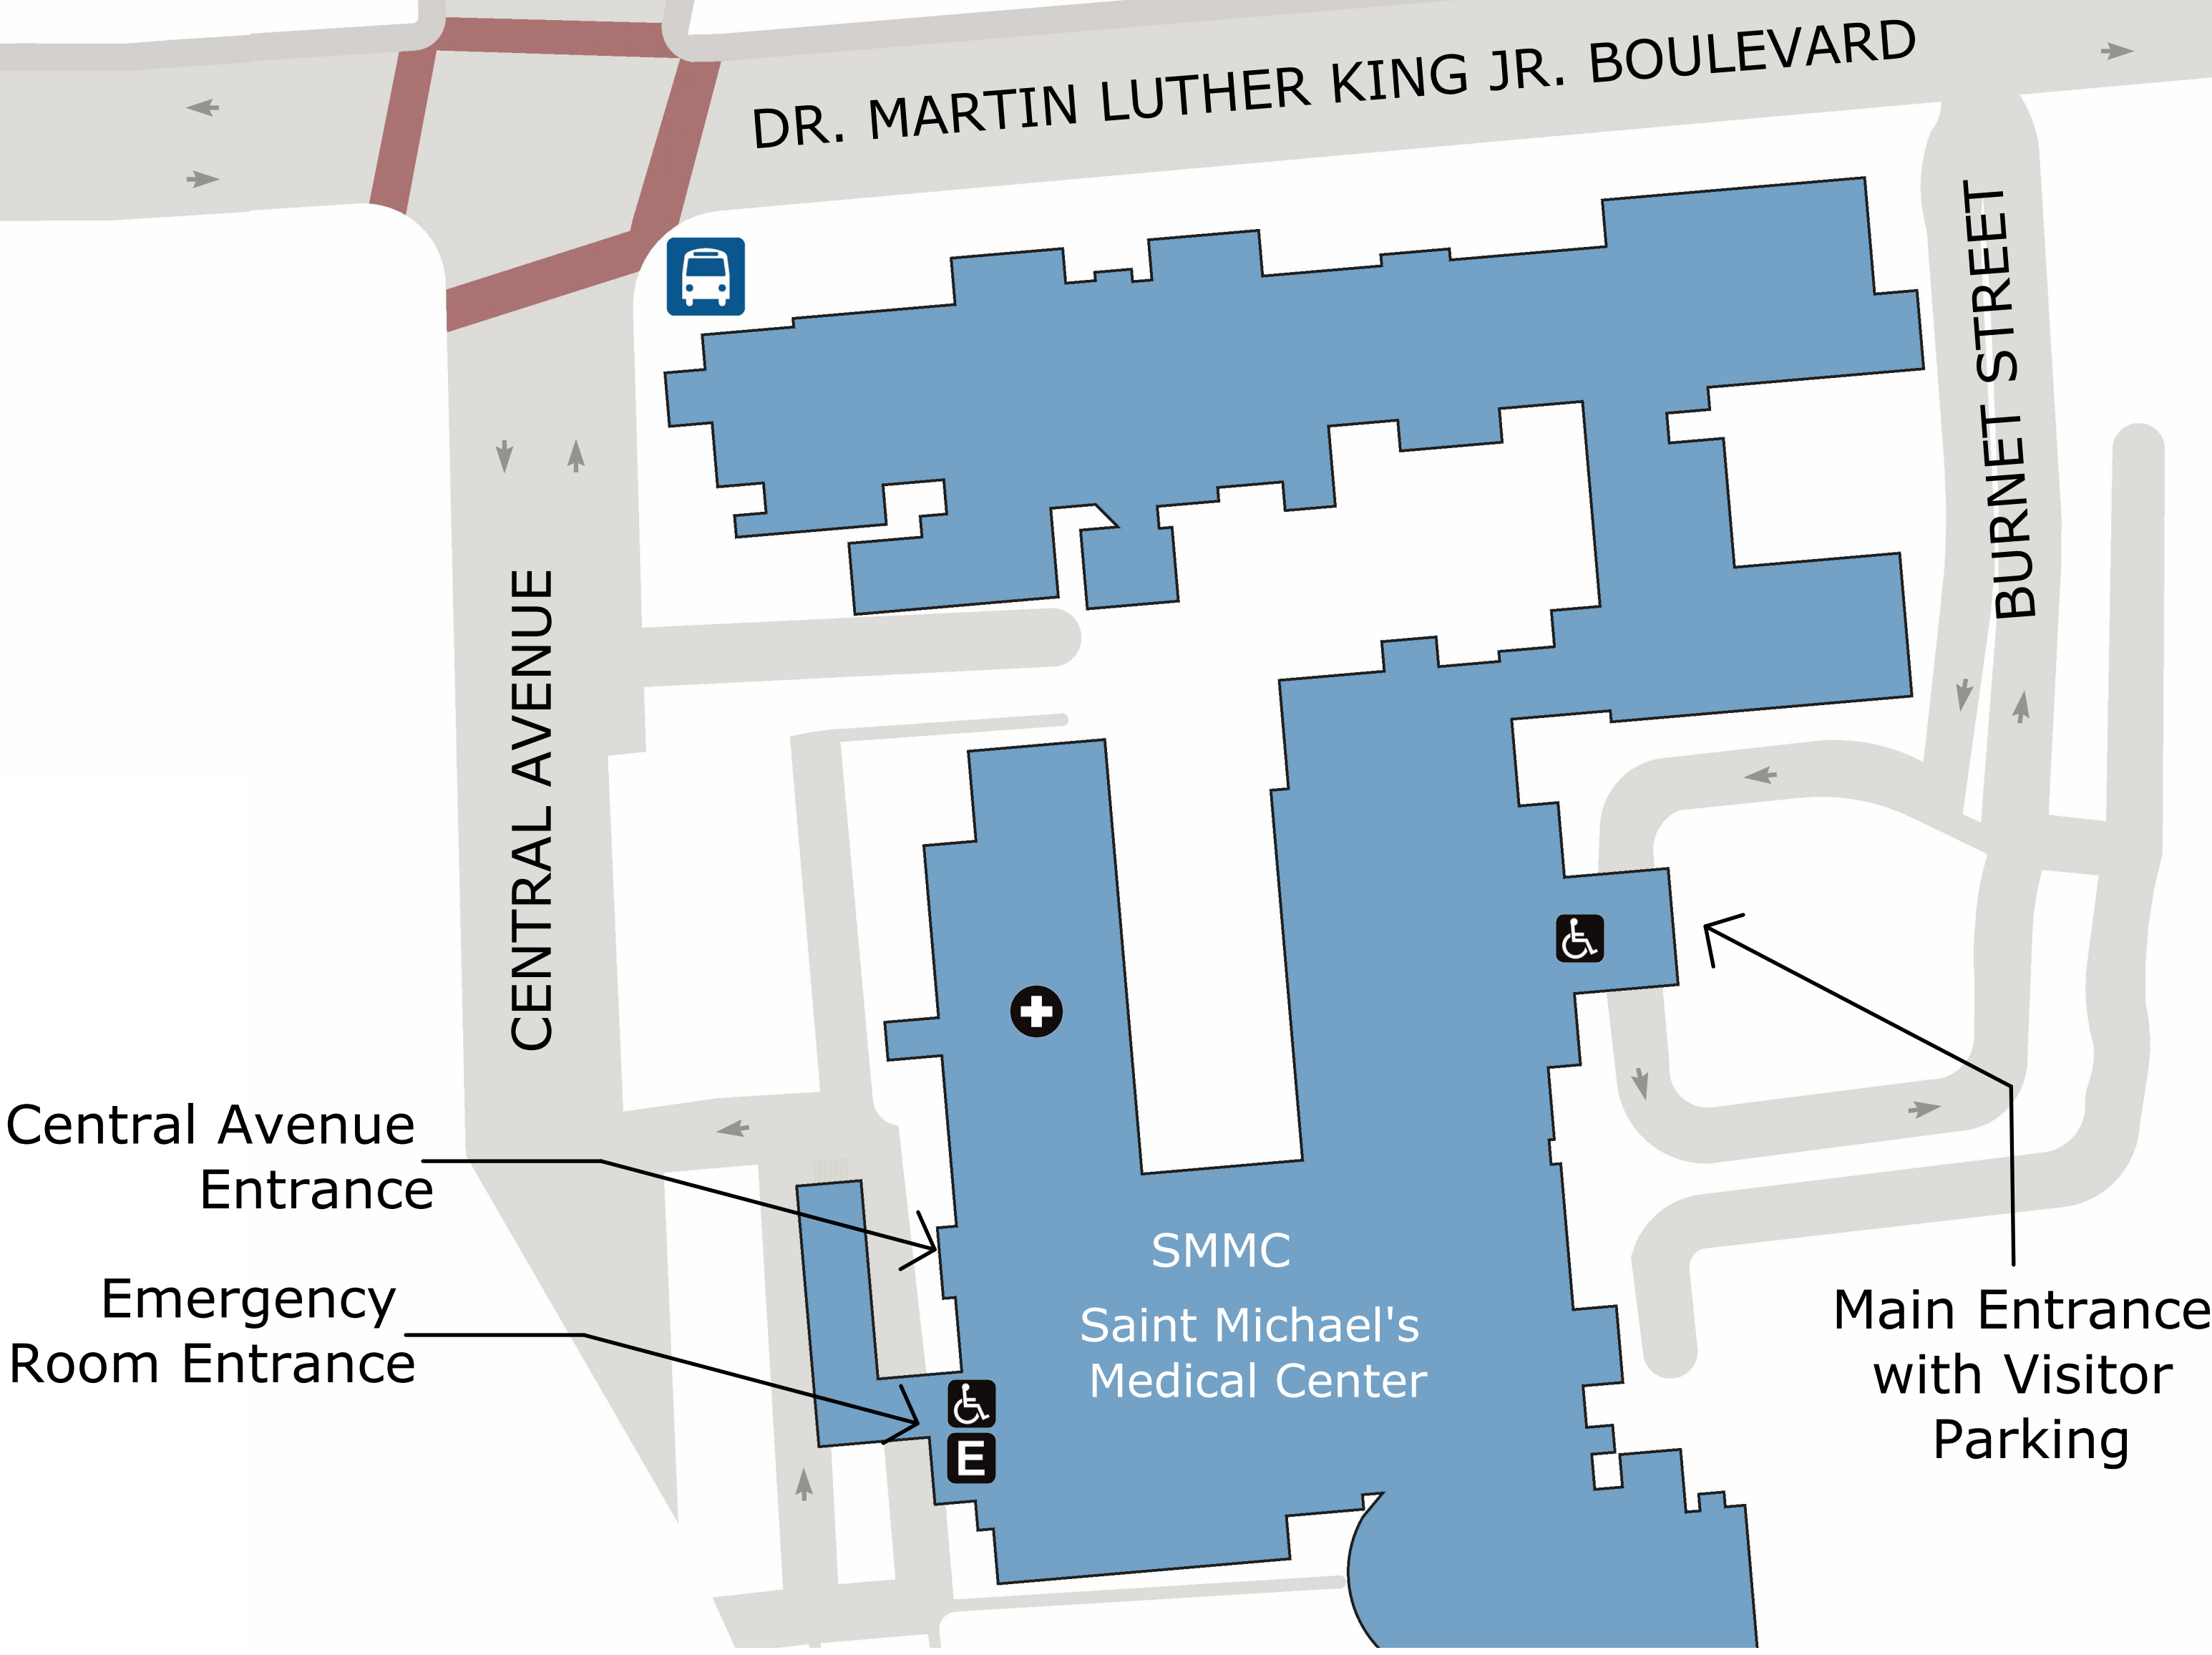 DR. MARTIN LUTHER KING JR. BOULEVARD
BURNET STREET
CENTRAL AVENUE
Central Avenue
Entrance
Emergency
Room Entrance
E
SMMC
Saint Michael's
Medical Center
Main Entrance
with Visitor
Parking